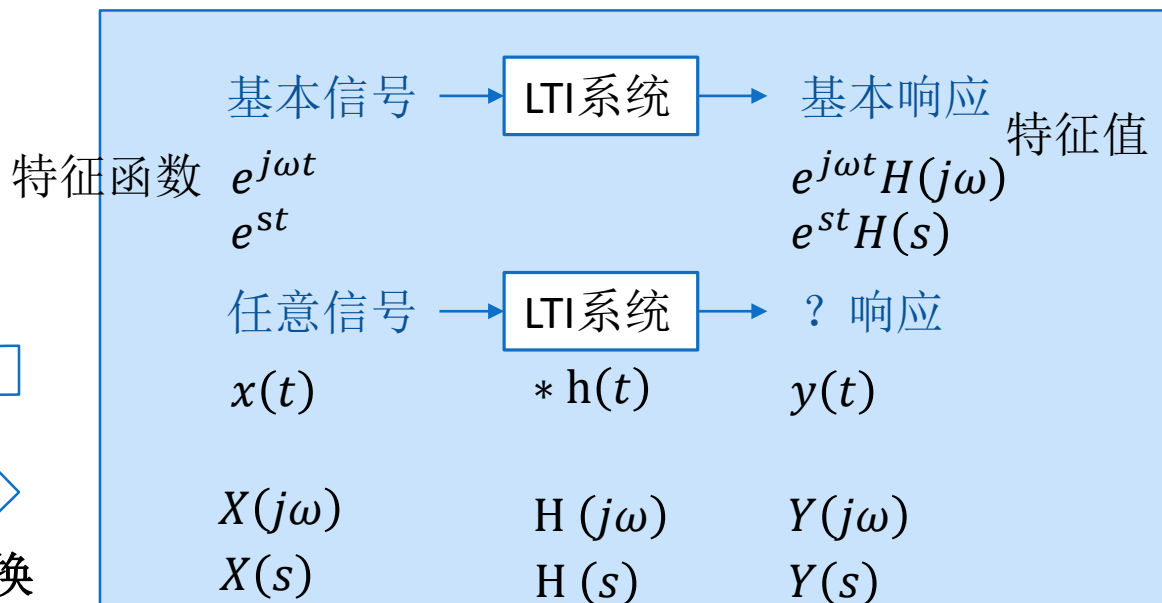 基本信号 LTI系统 基本响应
特征值
特征函数 e^{jωt} e^{jωt}H(jω)
e^{st} e^{st}H(s)
任意信号 LTI系统 ？响应
x(t) ∗ h(t) y(t)
X(jω) H (jω) Y(jω)
换 X(s) H (s) Y(s)